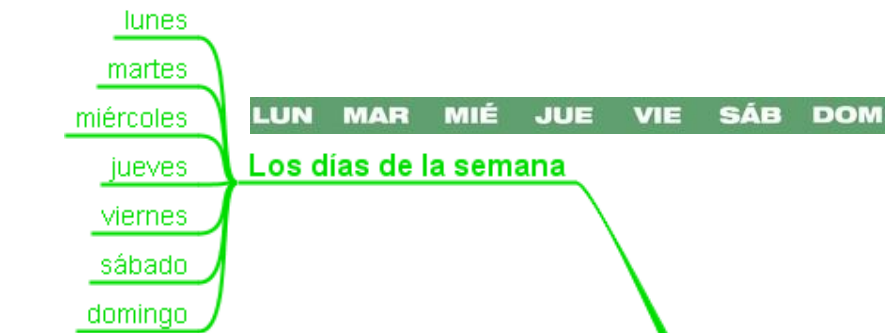 lunes
martes
miércoles
jueves
viernes
sábado
domingo
LUN MAR MIÉ JUE VIE SÁB DOM
Los días de la semana